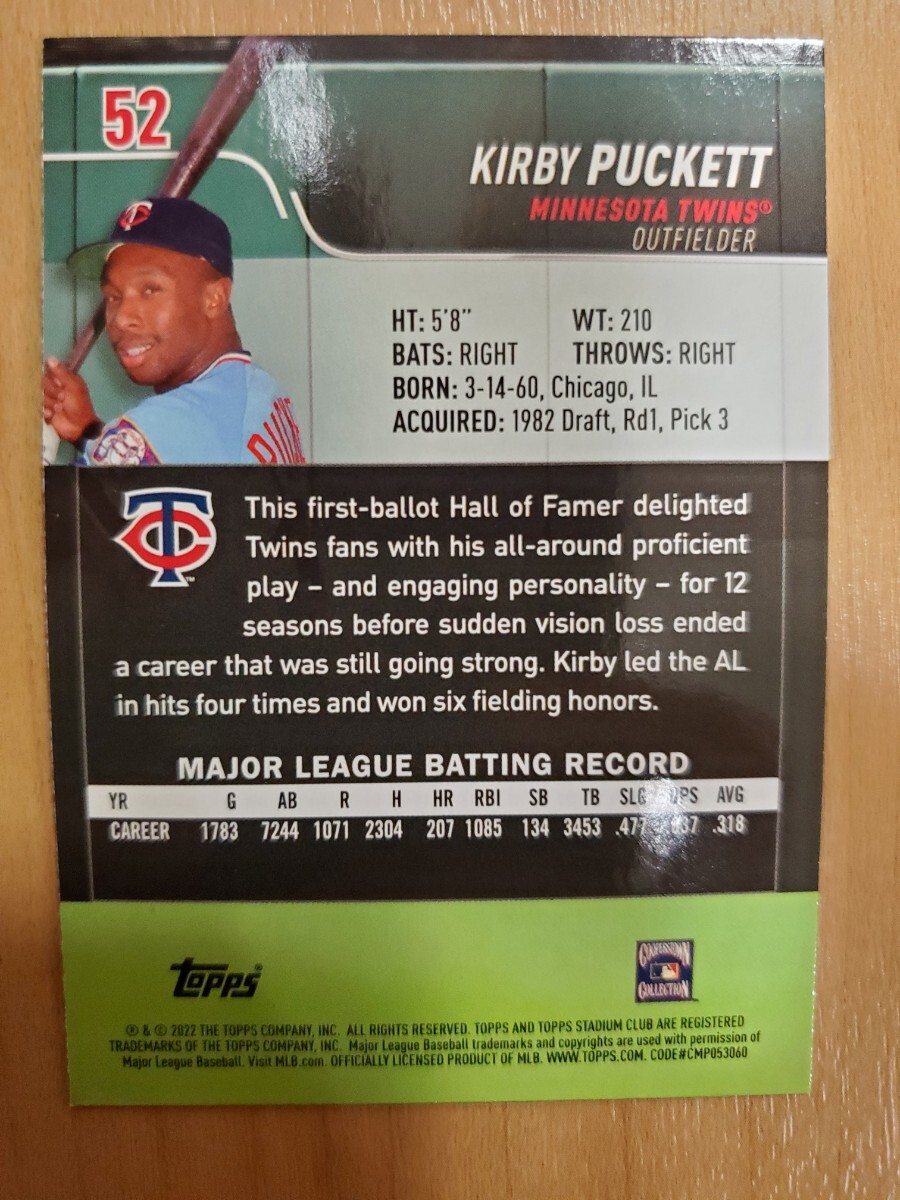 52
KIRBY PUCKETT
MINNESOTA TWINS®
OUTFIELDER
HT: 5'8" WT: 210
BATS: RIGHT THROWS: RIGHT
BORN: 3-14-60, Chicago, IL
ACQUIRED: 1982 Draft, Rd1, Pick 3
TC
TC™
This first-ballot Hall of Famer delighted
Twins fans with his all-around proficient
play – and engaging personality – for 12
seasons before sudden vision loss ended
a career that was still going strong. Kirby led the AL
in hits four times and won six fielding honors.
MAJOR LEAGUE BATTING RECORD
YR G AB R H HR RBI SB TB SLG OPS AVG
CAREER 1783 7244 1071 2304 207 1085 134 3453 .477 .318
topps®
COOPERSTOWN
COLLECTION™
® & © 2022 THE TOPPS COMPANY, INC. ALL RIGHTS RESERVED. TOPPS AND TOPPS STADIUM CLUB ARE REGISTERED
TRADEMARKS OF THE TOPPS COMPANY, INC. Major League Baseball trademarks and copyrights are used with permission of
Major League Baseball. Visit MLB.com. OFFICIALLY LICENSED PRODUCT OF MLB. WWW.TOPPS.COM. CODE#CMP053060